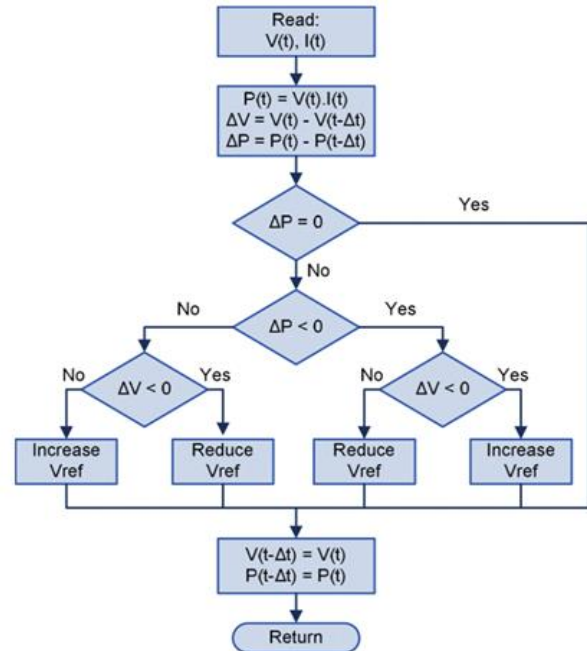 Read:
V(t), I(t)
P(t) = V(t).I(t)
ΔV = V(t) - V(t-Δt)
ΔP = P(t) - P(t-Δt)
ΔP = 0
Yes
No
ΔP < 0
No
Yes
ΔV < 0
No
Yes
ΔV < 0
No
Yes
Increase
Vref
Reduce
Vref
Reduce
Vref
Increase
Vref
V(t-Δt) = V(t)
P(t-Δt) = P(t)
Return